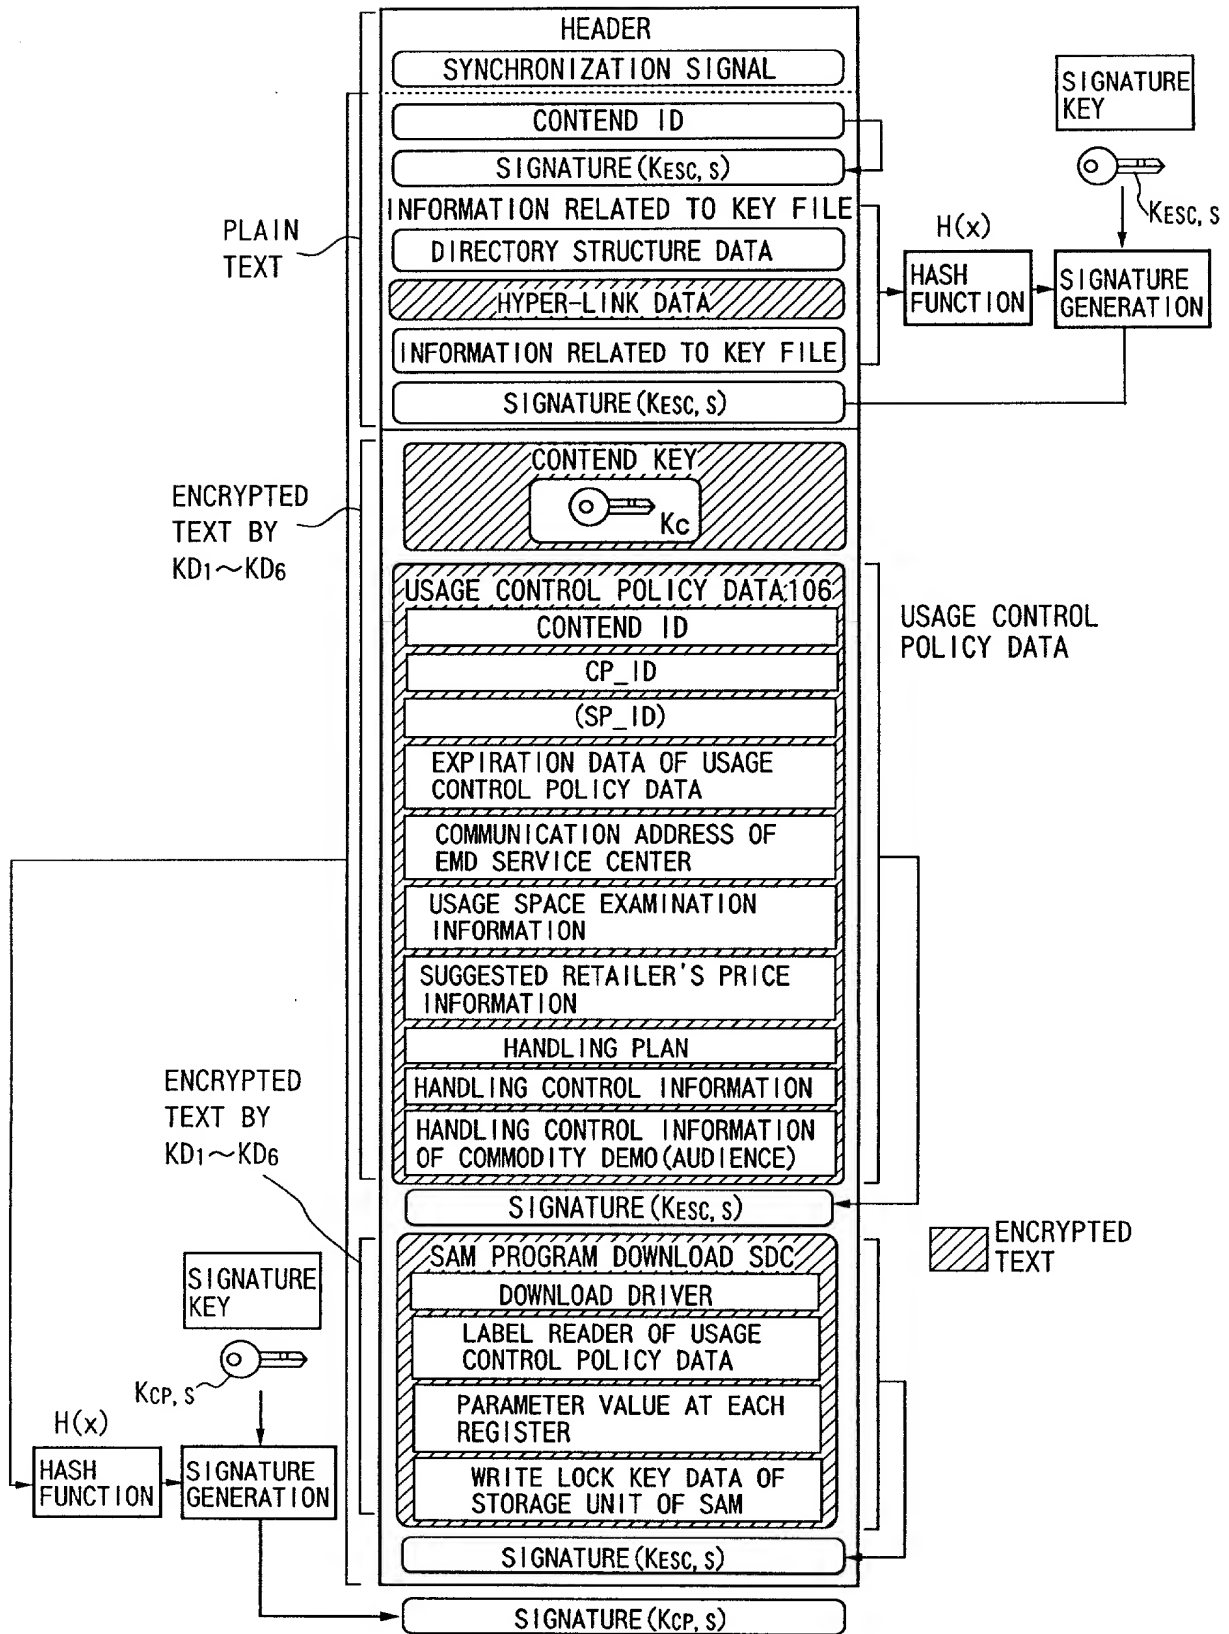 HEADER
SYNCHRONIZATION SIGNAL
CONTEND ID
SIGNATURE(KESC, S)
INFORMATION RELATED TO KEY FILE
DIRECTORY STRUCTURE DATA
HYPER-LINK DATA
INFORMATION RELATED TO KEY FILE
SIGNATURE(KESC, S)
PLAIN
TEXT
SIGNATURE
KEY
KESC, S
H(x)
HASH
FUNCTION
SIGNATURE
GENERATION
CONTEND KEY
Kc
ENCRYPTED
TEXT BY
KD1~KD6
USAGE CONTROL POLICY DATA:106
CONTEND ID
CP_ID
(SP_ID)
EXPIRATION DATA OF USAGE
CONTROL POLICY DATA
COMMUNICATION ADDRESS OF
EMD SERVICE CENTER
USAGE SPACE EXAMINATION
INFORMATION
SUGGESTED RETAILER'S PRICE
INFORMATION
HANDLING PLAN
HANDLING CONTROL INFORMATION
HANDLING CONTROL INFORMATION
OF COMMODITY DEMO(AUDIENCE)
USAGE CONTROL
POLICY DATA
SIGNATURE(KESC, S)
ENCRYPTED
TEXT BY
KD1~KD6
SAM PROGRAM DOWNLOAD SDC
DOWNLOAD DRIVER
LABEL READER OF USAGE
CONTROL POLICY DATA
PARAMETER VALUE AT EACH
REGISTER
WRITE LOCK KEY DATA OF
STORAGE UNIT OF SAM
ENCRYPTED
TEXT
SIGNATURE(KESC, S)
SIGNATURE
KEY
KCP, S
H(x)
HASH
FUNCTION
SIGNATURE
GENERATION
SIGNATURE(KCP, S)